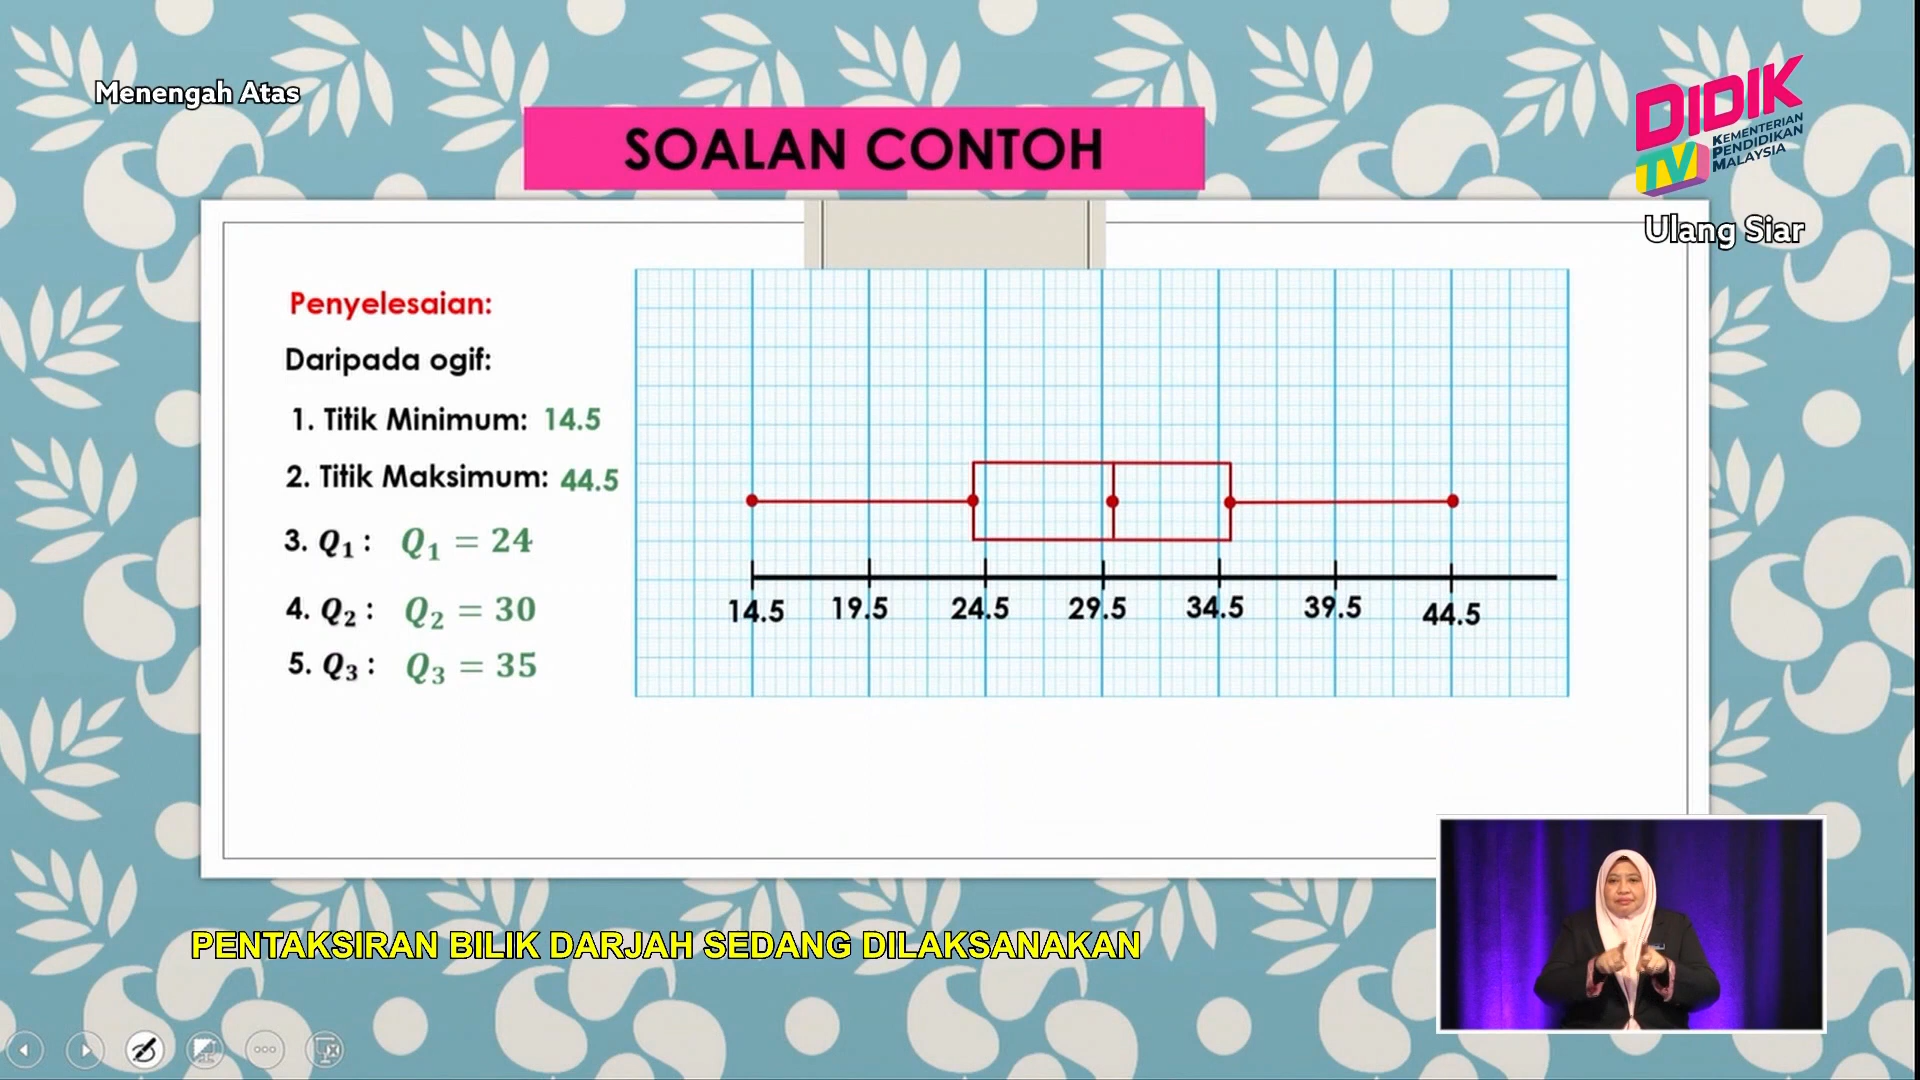 Menengah Atas
SOALAN CONTOH
DIDIK
TV
KEMENTERIAN
PENDIDIKAN
MALAYSIA
Ulang Siar
Penyelesaian:
Daripada ogif:
1. Titik Minimum: 14.5
2. Titik Maksimum: 44.5
3. Q₁ : Q₁ = 24
4. Q₂ : Q₂ = 30
5. Q₃ : Q₃ = 35
14.5 19.5 24.5 29.5 34.5 39.5 44.5
PENTAKSIRAN BILIK DARJAH SEDANG DILAKSANAKAN